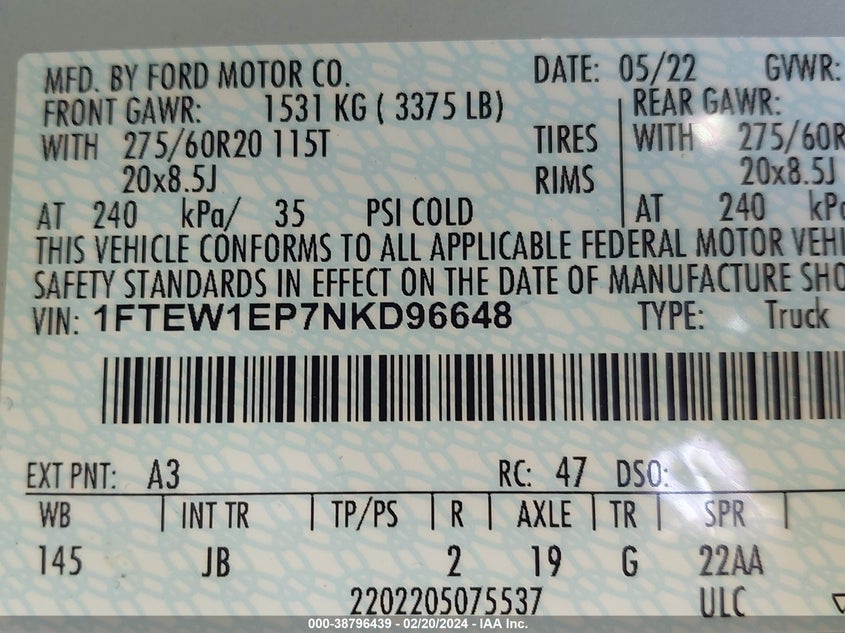 MFD. BY FORD MOTOR CO. DATE: 05/22 GVWR:
FRONT GAWR: 1531 KG ( 3375 LB) REAR GAWR:
WITH 275/60R20 115T TIRES WITH 275/60R
20x8.5J RIMS 20x8.5J
AT 240 kPa/ 35 PSI COLD AT 240 kPa
THIS VEHICLE CONFORMS TO ALL APPLICABLE FEDERAL MOTOR VEHI
SAFETY STANDARDS IN EFFECT ON THE DATE OF MANUFACTURE SHO
VIN: 1FTEW1EP7NKD96648 TYPE: Truck
EXT PNT: A3 RC: 47 DSO:
WB INT TR TP/PS R AXLE TR SPR
145 JB 2 19 G 22AA
2202205075537 ULC
000-38796439 - 02/20/2024 - IAA Inc.